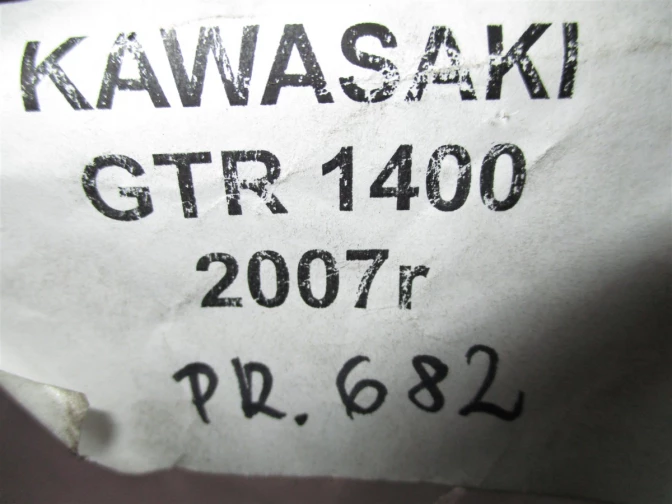 KAWASAKI
GTR 1400
2007r
PR. 682